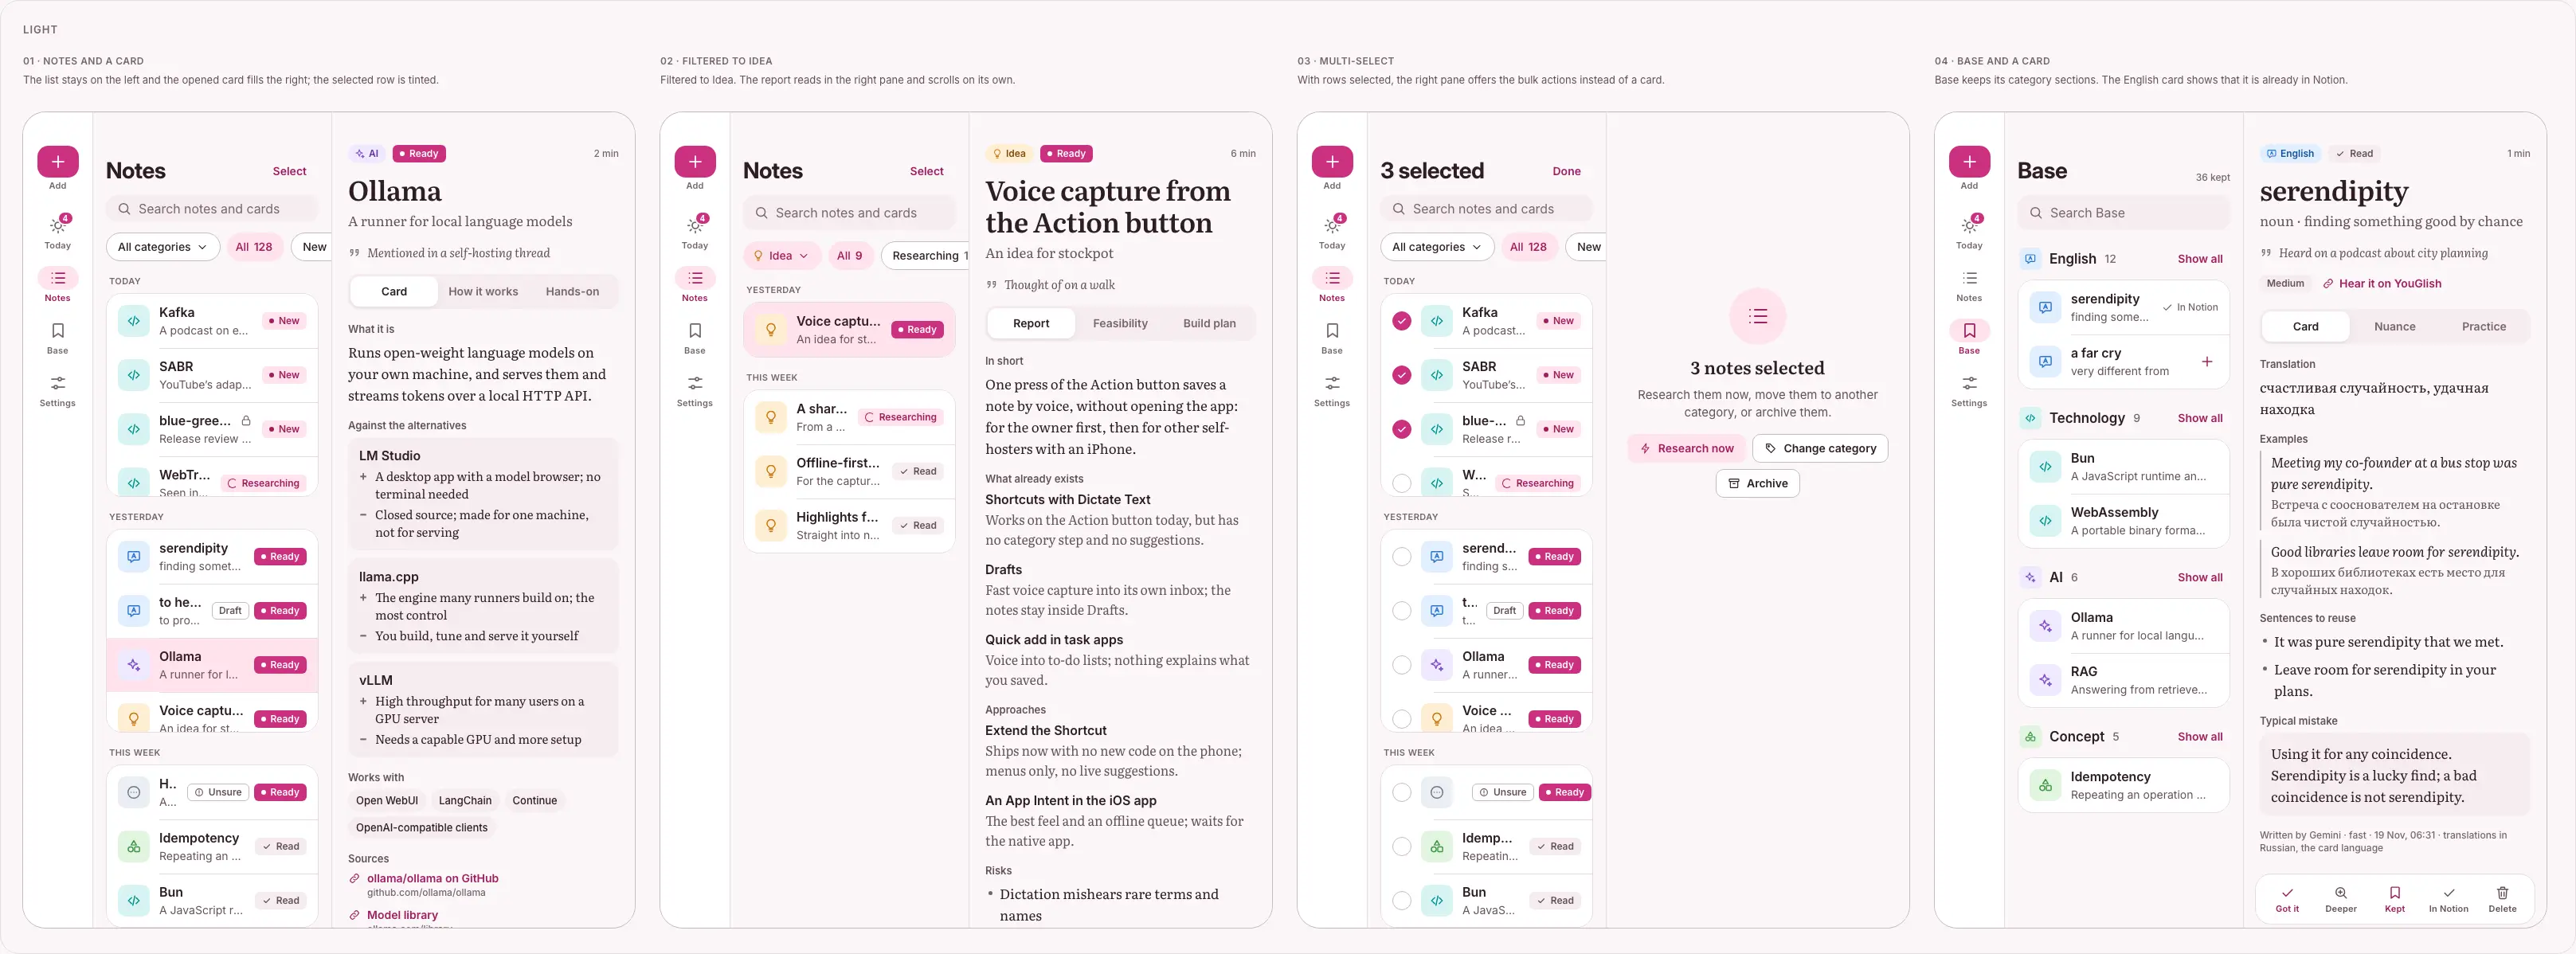 LIGHT
01 · NOTES AND A CARD
The list stays on the left and the opened card fills the right; the selected row is tinted.
Add
4
Today
Notes
Base
Settings
Notes
Select
Search notes and cards
All categories
All 128
New
TODAY
Kafka
A podcast on e...
New
SABR
YouTube's adap...
New
blue-gree...
Release review ...
New
WebTr...
Seen in...
Researching
YESTERDAY
serendipity
finding somet...
Ready
to he...
to pro...
Draft
Ready
Ollama
A runner for l...
Ready
Voice captu...
An idea for st...
Ready
THIS WEEK
H..
A...
Unsure
Ready
Idempotency
Repeating an ...
Read
Bun
A JavaScript r...
Read
AI
Ready
2 min
Ollama
A runner for local language models
Mentioned in a self-hosting thread
Card
How it works
Hands-on
What it is
Runs open-weight language models on
your own machine, and serves them and
streams tokens over a local HTTP API.
Against the alternatives
LM Studio
+ A desktop app with a model browser; no
terminal needed
− Closed source; made for one machine,
not for serving
llama.cpp
+ The engine many runners build on; the
most control
− You build, tune and serve it yourself
vLLM
+ High throughput for many users on a
GPU server
− Needs a capable GPU and more setup
Works with
Open WebUI
LangChain
Continue
OpenAI-compatible clients
Sources
ollama/ollama on GitHub
github.com/ollama/ollama
Model library
02 · FILTERED TO IDEA
Filtered to Idea. The report reads in the right pane and scrolls on its own.
Add
4
Today
Notes
Base
Settings
Notes
Select
Search notes and cards
Idea
All 9
Researching 1
YESTERDAY
Voice captu...
An idea for st...
Ready
THIS WEEK
A shar...
From a ...
Researching
Offline-first...
For the captur...
Read
Highlights f...
Straight into n...
Read
Idea
Ready
6 min
Voice capture from
the Action button
An idea for stockpot
Thought of on a walk
Report
Feasibility
Build plan
In short
One press of the Action button saves a
note by voice, without opening the app:
for the owner first, then for other self-
hosters with an iPhone.
What already exists
Shortcuts with Dictate Text
Works on the Action button today, but has
no category step and no suggestions.
Drafts
Fast voice capture into its own inbox; the
notes stay inside Drafts.
Quick add in task apps
Voice into to-do lists; nothing explains what
you saved.
Approaches
Extend the Shortcut
Ships now with no new code on the phone;
menus only, no live suggestions.
An App Intent in the iOS app
The best feel and an offline queue; waits for
the native app.
Risks
• Dictation mishears rare terms and
names
03 · MULTI-SELECT
With rows selected, the right pane offers the bulk actions instead of a card.
Add
4
Today
Notes
Base
Settings
3 selected
Done
Search notes and cards
All categories
All 128
New
TODAY
Kafka
A podcast...
New
SABR
YouTube's...
New
blue-...
Release r...
New
W...
S...
Researching
YESTERDAY
serend...
finding s...
Ready
t...
t...
Draft
Ready
Ollama
A runner...
Ready
Voice ...
An idea ...
Ready
THIS WEEK
Unsure
Ready
Idemp...
Repeatin...
Read
Bun
A JavaS...
Read
3 notes selected
Research them now, move them to another
category, or archive them.
Research now
Change category
Archive
04 · BASE AND A CARD
Base keeps its category sections. The English card shows that it is already in Notion.
Add
4
Today
Notes
Base
Settings
Base
36 kept
Search Base
English 12
Show all
serendipity
finding some...
In Notion
a far cry
very different from
Technology 9
Show all
Bun
A JavaScript runtime an...
WebAssembly
A portable binary forma...
AI 6
Show all
Ollama
A runner for local langu...
RAG
Answering from retrieve...
Concept 5
Show all
Idempotency
Repeating an operation ...
English
Read
1 min
serendipity
noun · finding something good by chance
Heard on a podcast about city planning
Medium
Hear it on YouGlish
Card
Nuance
Practice
Translation
счастливая случайность, удачная
находка
Examples
Meeting my co-founder at a bus stop was
pure serendipity.
Встреча с сооснователем на остановке
была чистой случайностью.
Good libraries leave room for serendipity.
В хороших библиотеках есть место для
случайных находок.
Sentences to reuse
• It was pure serendipity that we met.
• Leave room for serendipity in your
plans.
Typical mistake
Using it for any coincidence.
Serendipity is a lucky find; a bad
coincidence is not serendipity.
Written by Gemini · fast · 19 Nov, 06:31 · translations in
Russian, the card language
Got it
Deeper
Kept
In Notion
Delete